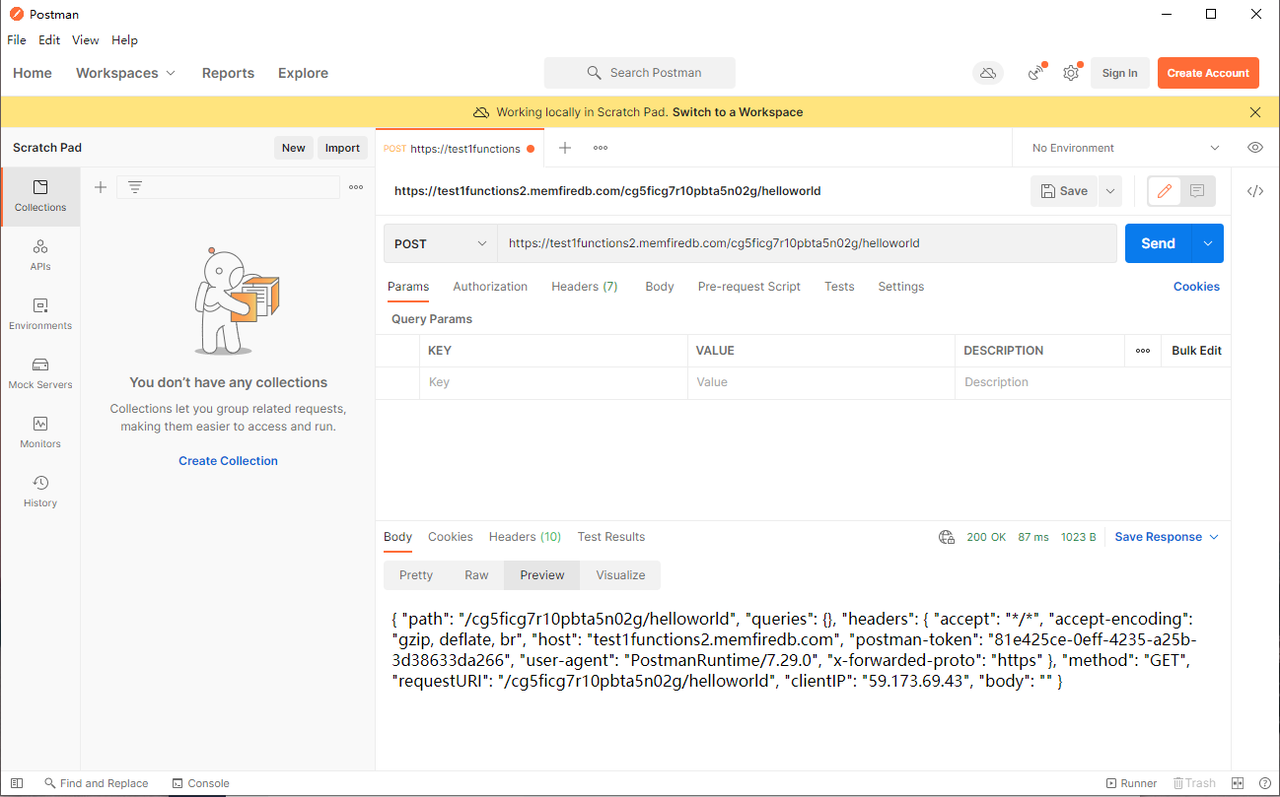 Postman
File Edit View Help
Home Workspaces Reports Explore Search Postman Sign In Create Account
Working locally in Scratch Pad. Switch to a Workspace
Scratch Pad New Import
POST https://test1functions
No Environment
Collections
APIs
Environments
Mock Servers
Monitors
History
You don't have any collections
Collections let you group related requests,
making them easier to access and run.
Create Collection
https://test1functions2.memfiredb.com/cg5ficg7r10pbta5n02g/helloworld Save
POST https://test1functions2.memfiredb.com/cg5ficg7r10pbta5n02g/helloworld Send
Params Authorization Headers (7) Body Pre-request Script Tests Settings Cookies
Query Params
KEY VALUE DESCRIPTION Bulk Edit
Key Value Description
Body Cookies Headers (10) Test Results 200 OK 87 ms 1023 B Save Response
Pretty Raw Preview Visualize
{ "path": "/cg5ficg7r10pbta5n02g/helloworld", "queries": {}, "headers": { "accept": "*/*", "accept-encoding":
"gzip, deflate, br", "host": "test1functions2.memfiredb.com", "postman-token": "81e425ce-0eff-4235-a25b-
3d38633da266", "user-agent": "PostmanRuntime/7.29.0", "x-forwarded-proto": "https" }, "method": "GET",
"requestURI": "/cg5ficg7r10pbta5n02g/helloworld", "clientIP": "59.173.69.43", "body": "" }
Find and Replace Console Runner Trash